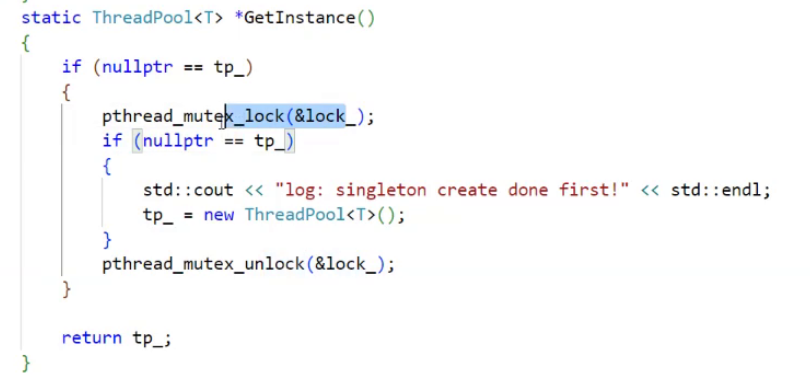 static ThreadPool<T> *GetInstance()
{
    if (nullptr == tp_)
    {
        pthread_mutex_lock(&lock_);
        if (nullptr == tp_)
        {
            std::cout << "log: singleton create done first!" << std::endl;
            tp_ = new ThreadPool<T>();
        }
        pthread_mutex_unlock(&lock_);
    }

    return tp_;
}